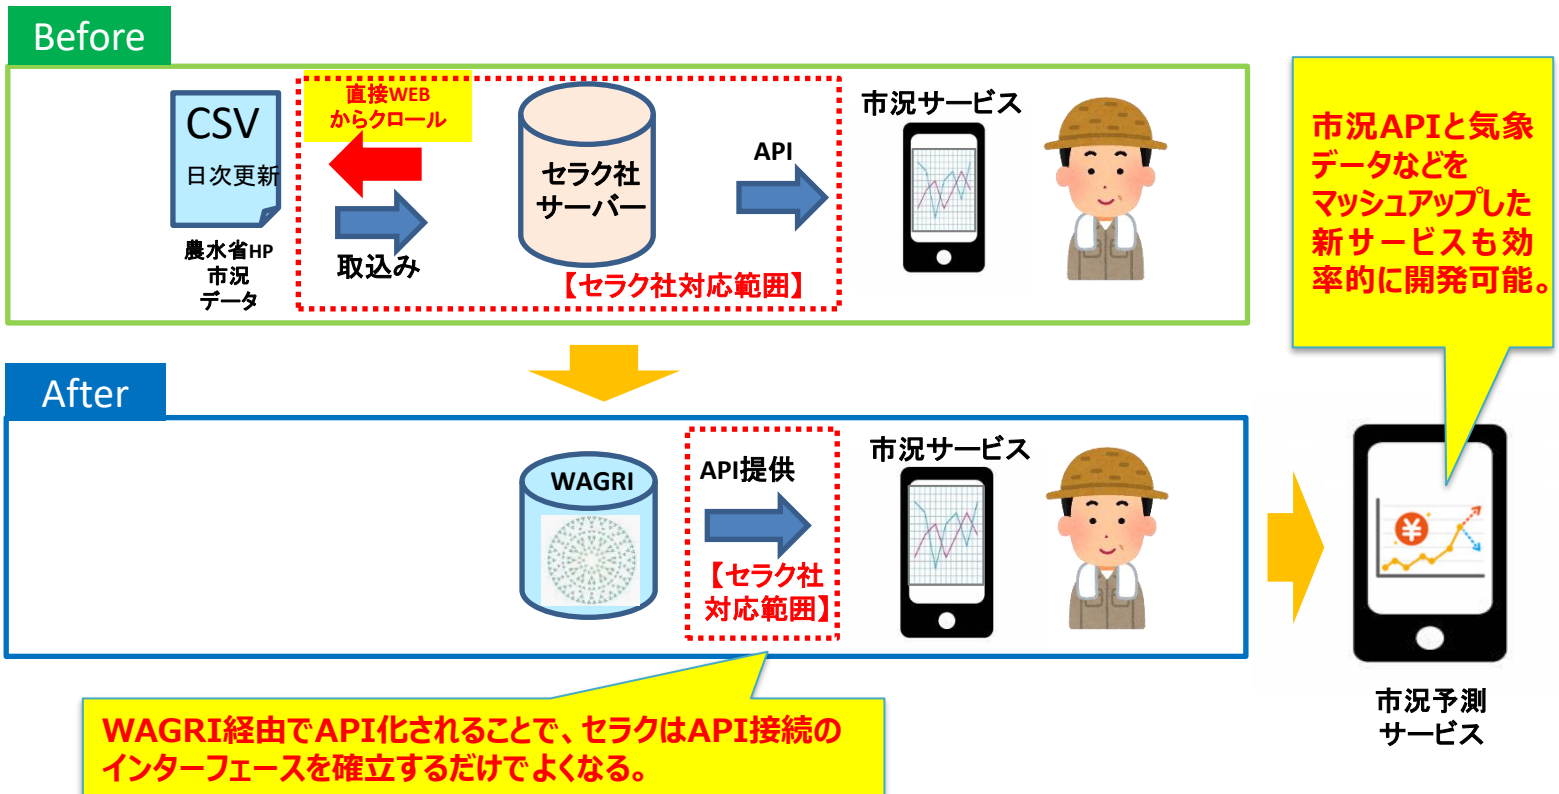 Before
CSV
日次更新
農水省HP
市況
データ
直接WEB
からクロール
取込み
セラク社
サーバー
API
【セラク社対応範囲】
市況サービス
市況APIと気象
データなどを
マッシュアップした
新サービスも効
率的に開発可能。
After
WAGRI
API提供
【セラク社
対応範囲】
市況サービス
¥
市況予測
サービス
WAGRI経由でAPI化されることで、セラクはAPI接続の
インターフェースを確立するだけでよくなる。